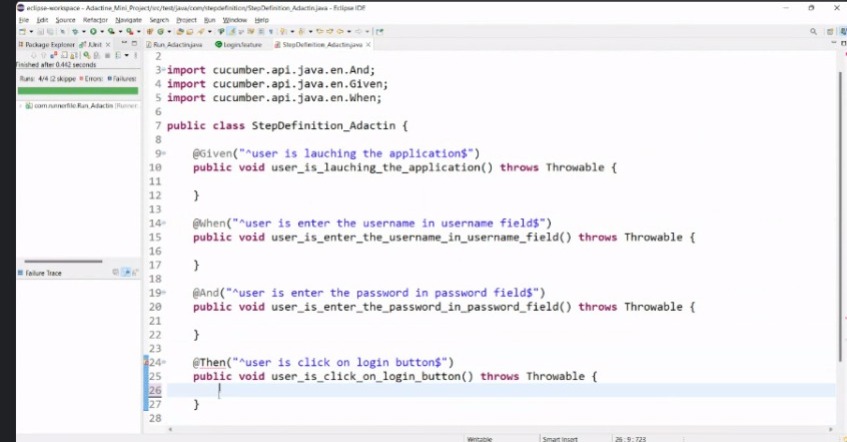 eclipse-workspace - Adactine_Mini_Project/src/test/java/com/stepdefinition/StepDefinition_Adactin.java - Eclipse IDE
File Edit Source Refactor Navigate Search Project Run Window Help
Package Explorer JUnit
Run_Adactin.java Login.feature StepDefinition_Adactin.java
Finished after 0.442 seconds
Runs: 4/4 (2 skippe Errors: Failures:
com.runnerfile.Run_Adactin [Runner:
Failure Trace
2
3 import cucumber.api.java.en.And;
4 import cucumber.api.java.en.Given;
5 import cucumber.api.java.en.When;
6
7 public class StepDefinition_Adactin {
8
9 @Given("^user is lauching the application$")
10 public void user_is_lauching_the_application() throws Throwable {
11
12 }
13
14 @When("^user is enter the username in username field$")
15 public void user_is_enter_the_username_in_username_field() throws Throwable {
16
17 }
18
19 @And("^user is enter the password in password field$")
20 public void user_is_enter_the_password_in_password_field() throws Throwable {
21
22 }
23
24 @Then("^user is click on login button$")
25 public void user_is_click_on_login_button() throws Throwable {
26
27 }
28
Writable Smart Insert 26 : 9 : 723